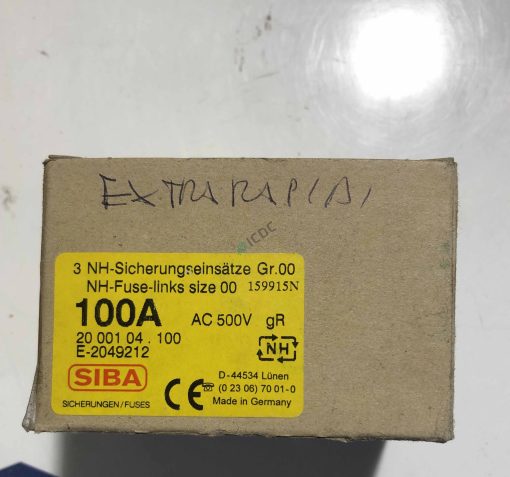 EXTRARAPIDI
ICDC
3 NH-Sicherungseinsätze Gr.00
NH-Fuse-links size 00 159915N
100A AC 500V gR
20 001 04 . 100
E-2049212
NH
SIBA
SICHERUNGEN/FUSES
CE
D-44534 Lünen
☏ (0 23 06) 70 01-0
Made in Germany